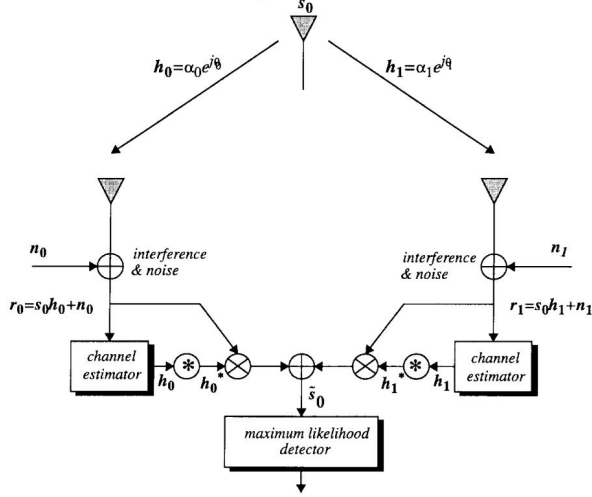 s₀
h₀=α₀e^jθ₀
h₁=α₁e^jθ₁
n₀
interference
& noise
interference
& noise
n₁
r₀=s₀h₀+n₀
r₁=s₀h₁+n₁
channel
estimator
h₀
*
h₀*
s̃₀
h₁*
*
h₁
channel
estimator
maximum likelihood
detector